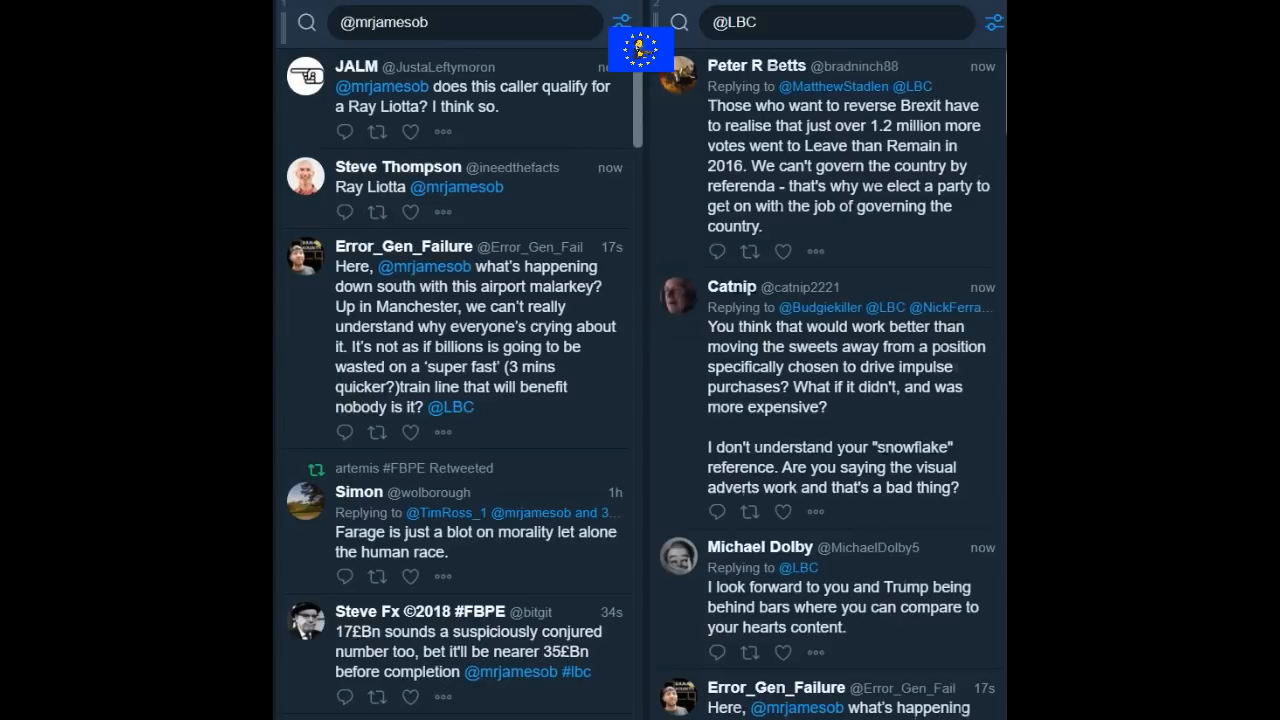 1
@mrjamesob
JALM @JustaLeftymoron
@mrjamesob does this caller qualify for
a Ray Liotta? I think so.
Steve Thompson @ineedthefacts now
Ray Liotta @mrjamesob
Error_Gen_Failure @Error_Gen_Fail 17s
Here, @mrjamesob what's happening
down south with this airport malarkey?
Up in Manchester, we can't really
understand why everyone's crying about
it. It's not as if billions is going to be
wasted on a ‘super fast’ (3 mins
quicker?)train line that will benefit
nobody is it? @LBC
artemis #FBPE Retweeted
Simon @wolborough 1h
Replying to @TimRoss_1 @mrjamesob and 3...
Farage is just a blot on morality let alone
the human race.
Steve Fx ©2018 #FBPE @bitgit 34s
17£Bn sounds a suspiciously conjured
number too, bet it'll be nearer 35£Bn
before completion @mrjamesob #lbc
2
@LBC
Peter R Betts @bradninch88 now
Replying to @MatthewStadlen @LBC
Those who want to reverse Brexit have
to realise that just over 1.2 million more
votes went to Leave than Remain in
2016. We can't govern the country by
referenda - that's why we elect a party to
get on with the job of governing the
country.
Catnip @catnip2221 now
Replying to @Budgiekiller @LBC @NickFerra...
You think that would work better than
moving the sweets away from a position
specifically chosen to drive impulse
purchases? What if it didn't, and was
more expensive?
I don't understand your "snowflake"
reference. Are you saying the visual
adverts work and that's a bad thing?
Michael Dolby @MichaelDolby5 now
Replying to @LBC
I look forward to you and Trump being
behind bars where you can compare to
your hearts content.
Error_Gen_Failure @Error_Gen_Fail 17s
Here, @mrjamesob what's happening